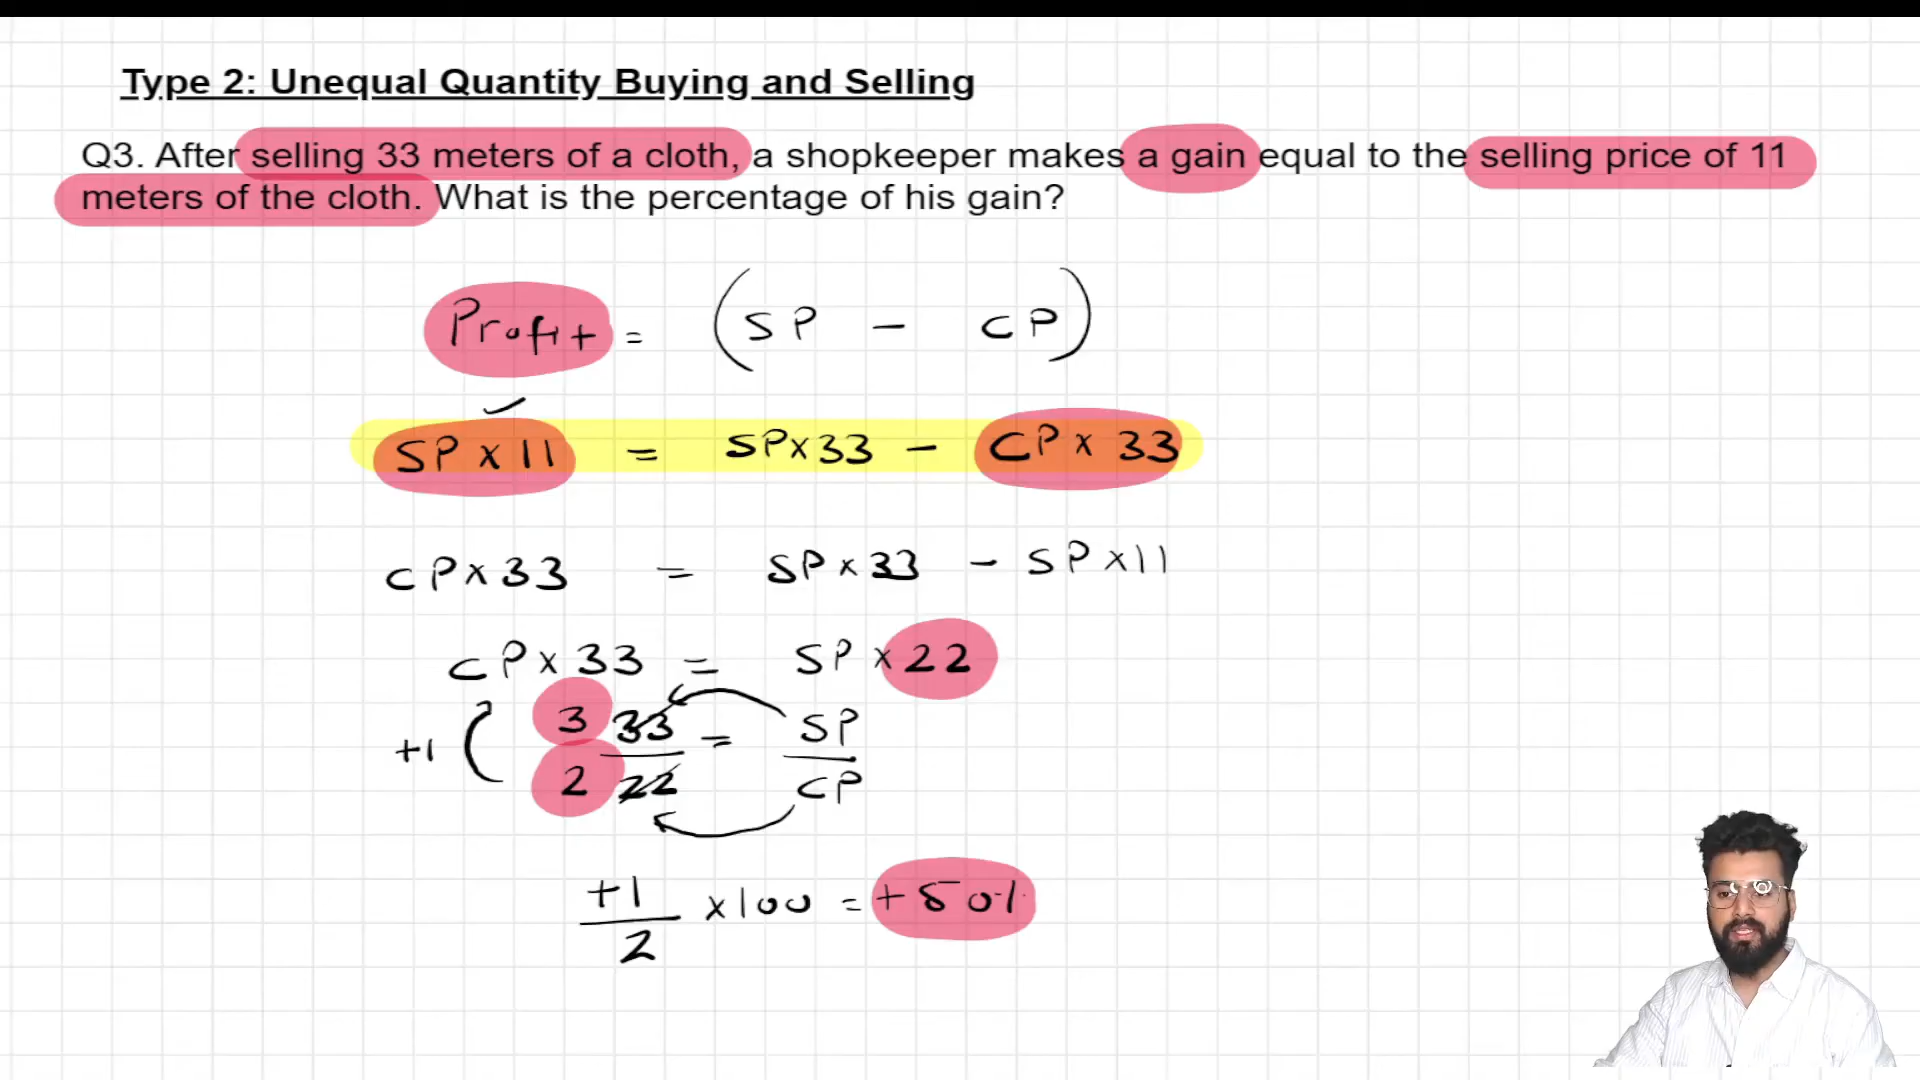 Type 2: Unequal Quantity Buying and Selling
Q3. After selling 33 meters of a cloth, a shopkeeper makes a gain equal to the selling price of 11
meters of the cloth. What is the percentage of his gain?
Profit = (SP - CP)
SP x 11 = SP x 33 - CP x 33
CP x 33 = SP x 33 - SP x 11
CP x 33 = SP x 22
+1 3 33 = SP
2 22 CP
+1 x 100 = +50%
2